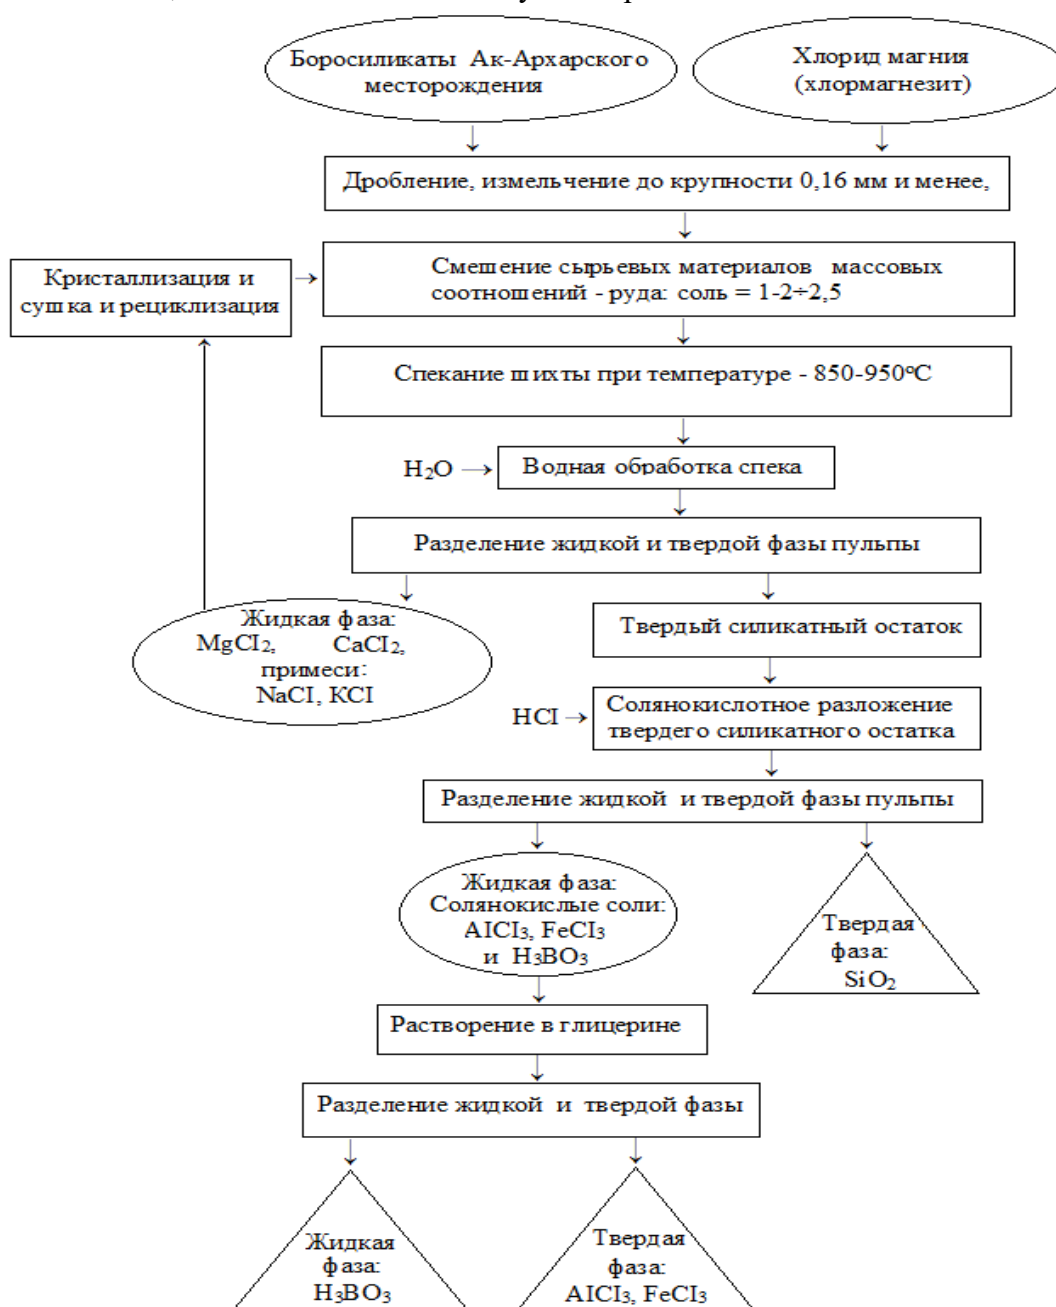 Боросиликаты Ак-Архарского
месторождения
Хлорид магния
(хлормагнезит)
Дробление, измельчение до крупности 0,16 мм и менее,
Кристаллизация и
сушка и рециклизация
Смешение сырьевых материалов массовых
соотношений - руда: соль = 1-2÷2,5
Спекание шихты при температуре - 850-950°С
H₂O
Водная обработка спека
Разделение жидкой и твердой фазы пульпы
Жидкая фаза:
MgCI₂, CaCI₂,
примеси:
NaCI, KCI
Твердый силикатный остаток
HCI
Солянокислотное разложение
твердего силикатного остатка
Разделение жидкой и твердой фазы пульпы
Жидкая фаза:
Солянокислые соли:
AICI₃, FeCI₃
и H₃BO₃
Твердая
фаза:
SiO₂
Растворение в глицерине
Разделение жидкой и твердой фазы
Жидкая
фаза:
H₃BO₃
Твердая
фаза:
AICI₃, FeCI₃